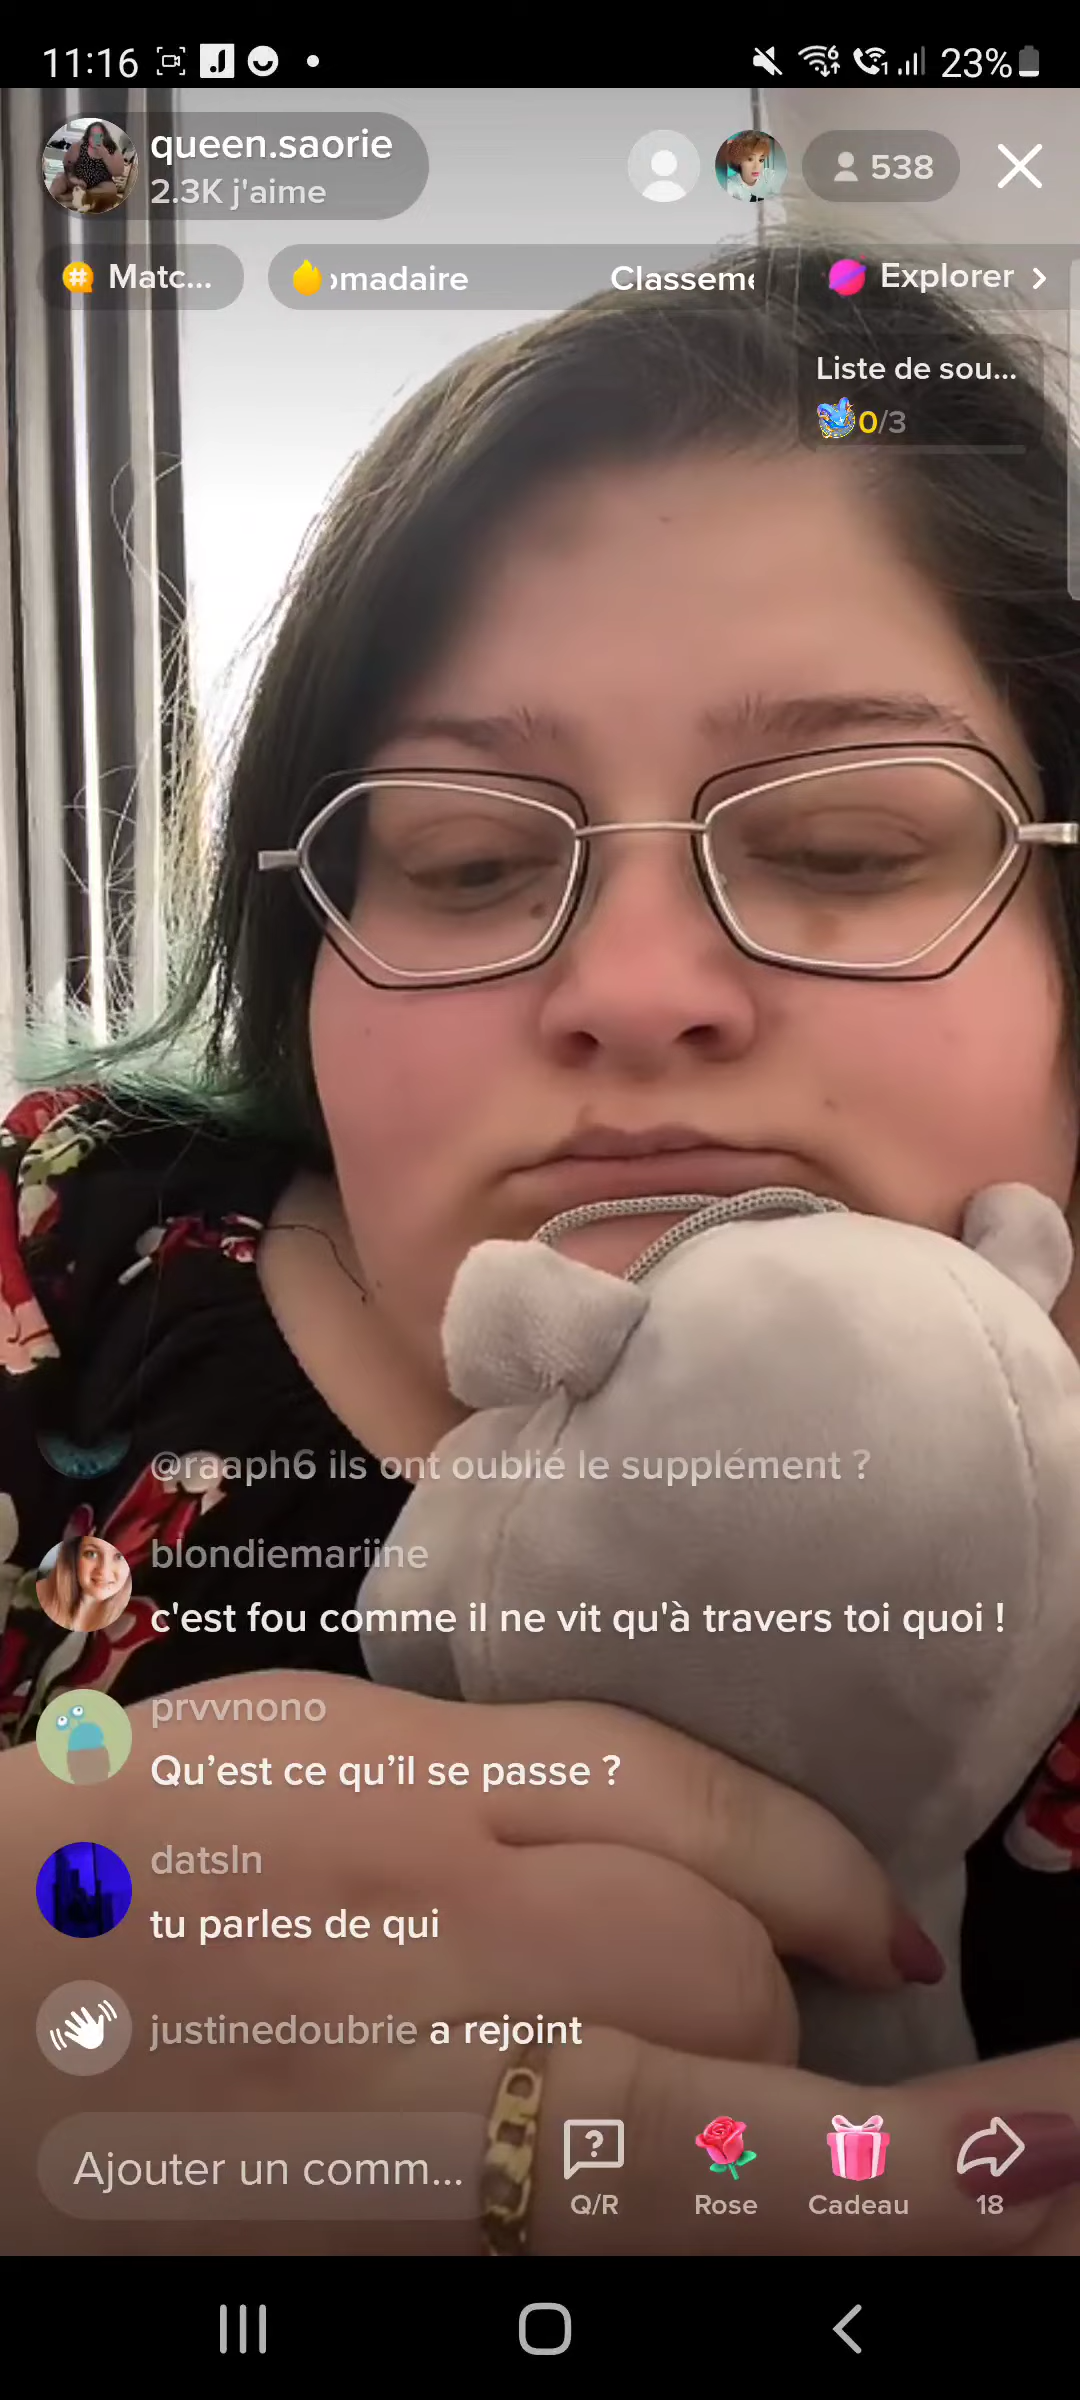 11:16
23%
queen.saorie
2.3K j'aime
538
Matc...
omadaire
Classeme
Explorer
Liste de sou...
0/3
@raaph6 ils ont oublié le supplément ?
blondiemariine
c'est fou comme il ne vit qu'à travers toi quoi !
prvvnono
Qu’est ce qu’il se passe ?
datsln
tu parles de qui
justinedoubrie a rejoint
Ajouter un comm...
Q/R
Rose
Cadeau
18